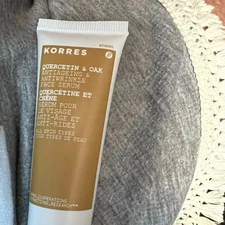 KORRES
ATHENS
QUERCETIN & OAK
ANTIAGEING &
ANTIWRINKLE
FACE SERUM
QUERCÉTINE ET
CHÊNE
SÉRUM POUR
LE VISAGE
ANTI-ÂGE ET
ANTI-RIDES
ALL SKIN TYPES
TYPES DE PEAU